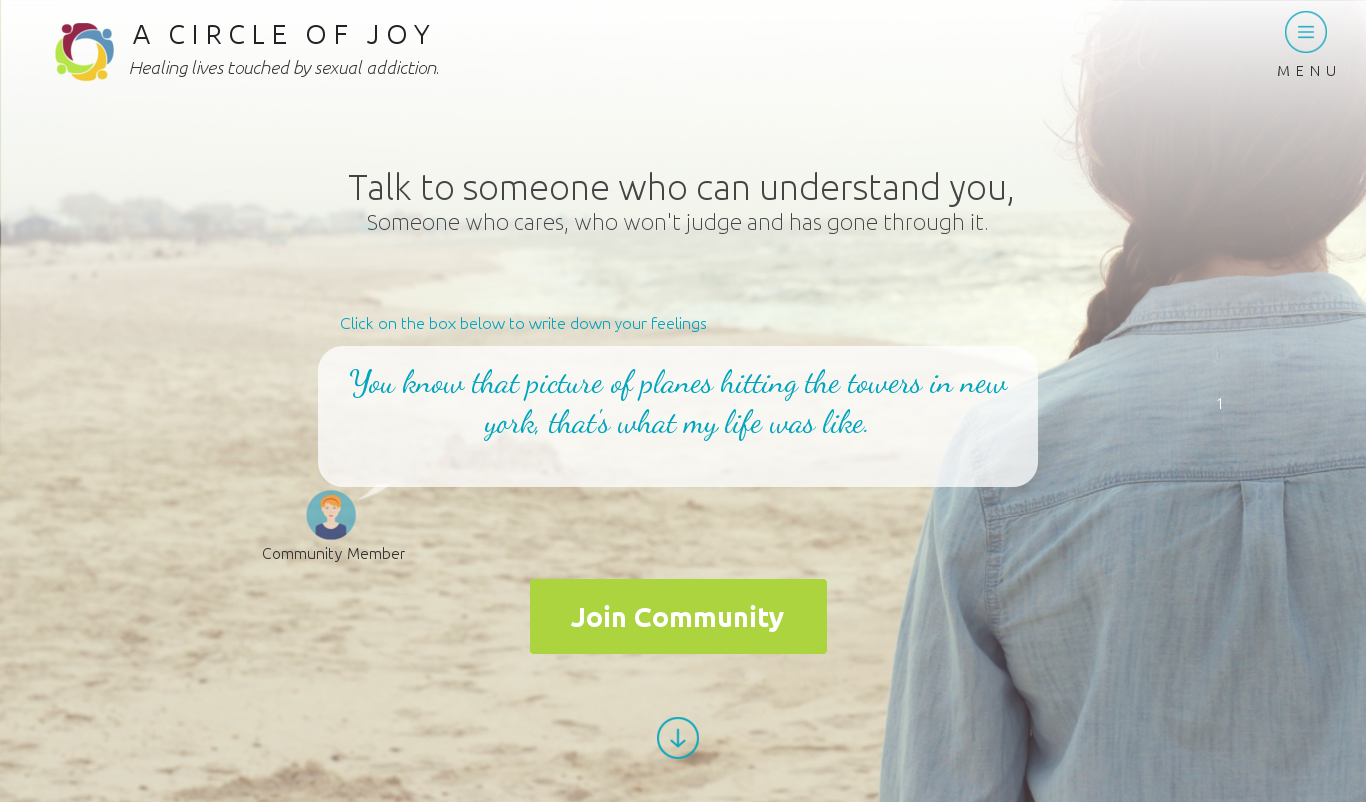 A CIRCLE OF JOY
Healing lives touched by sexual addiction.
MENU
Talk to someone who can understand you,
Someone who cares, who won't judge and has gone through it.
Click on the box below to write down your feelings
You know that picture of planes hitting the towers in new
york, that's what my life was like.
1
Community Member
Join Community